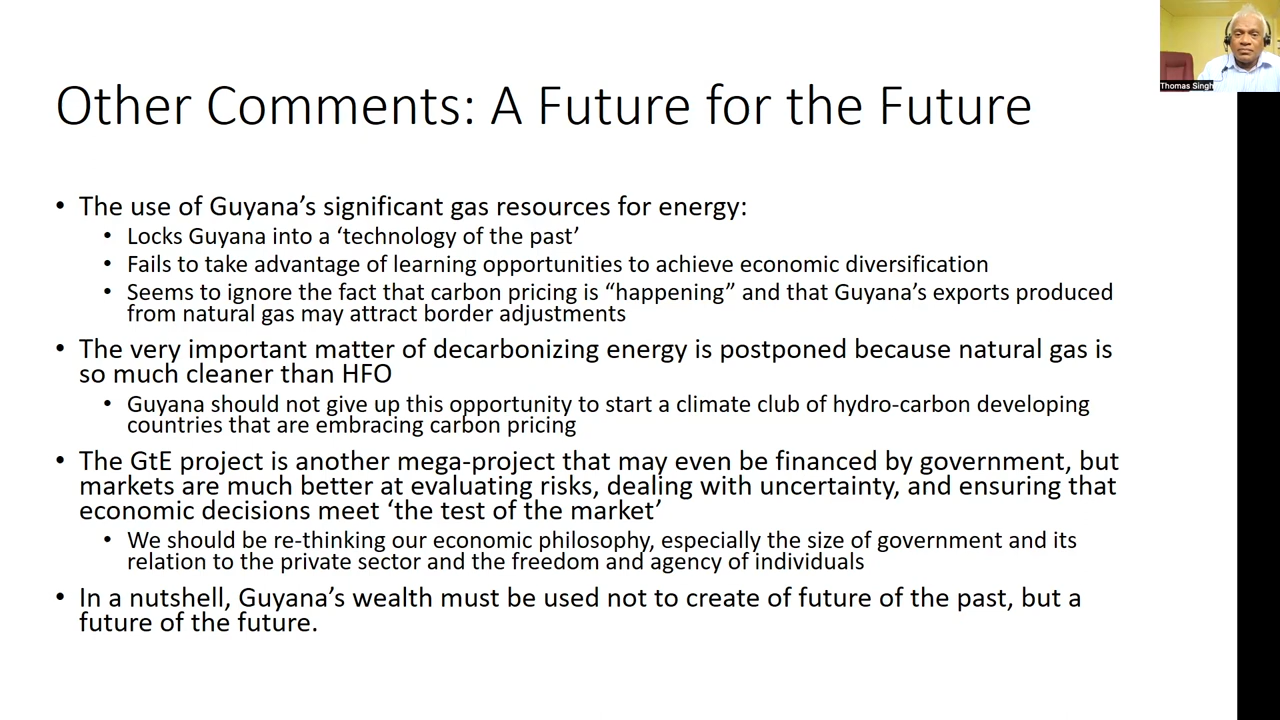 Thomas Singh
Other Comments: A Future for the Future
• The use of Guyana’s significant gas resources for energy:
• Locks Guyana into a ‘technology of the past’
• Fails to take advantage of learning opportunities to achieve economic diversification
• Seems to ignore the fact that carbon pricing is “happening” and that Guyana’s exports produced
from natural gas may attract border adjustments
• The very important matter of decarbonizing energy is postponed because natural gas is
so much cleaner than HFO
• Guyana should not give up this opportunity to start a climate club of hydro-carbon developing
countries that are embracing carbon pricing
• The GtE project is another mega-project that may even be financed by government, but
markets are much better at evaluating risks, dealing with uncertainty, and ensuring that
economic decisions meet ‘the test of the market’
• We should be re-thinking our economic philosophy, especially the size of government and its
relation to the private sector and the freedom and agency of individuals
• In a nutshell, Guyana’s wealth must be used not to create of future of the past, but a
future of the future.